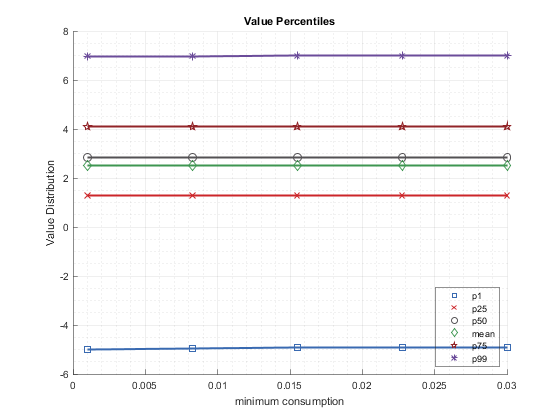 Value Percentiles
Value Distribution
8
6
4
2
0
-2
-4
-6
p1
p25
p50
mean
p75
p99
0
0.005
0.01
0.015
0.02
0.025
0.03
minimum consumption